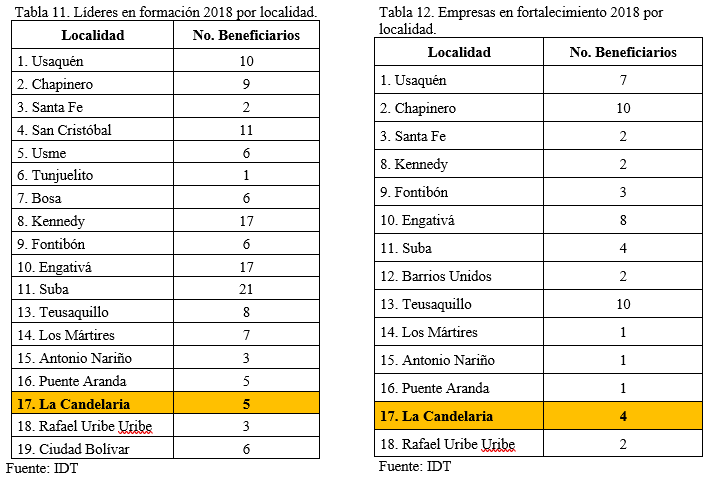 Tabla 11. Líderes en formación 2018 por localidad.
Localidad No. Beneficiarios
1. Usaquén 10
2. Chapinero 9
3. Santa Fe 2
4. San Cristóbal 11
5. Usme 6
6. Tunjuelito 1
7. Bosa 6
8. Kennedy 17
9. Fontibón 6
10. Engativá 17
11. Suba 21
13. Teusaquillo 8
14. Los Mártires 7
15. Antonio Nariño 3
16. Puente Aranda 5
17. La Candelaria 5
18. Rafael Uribe Uribe 3
19. Ciudad Bolívar 6
Fuente: IDT
Tabla 12. Empresas en fortalecimiento 2018 por
localidad.
Localidad No. Beneficiarios
1. Usaquén 7
2. Chapinero 10
3. Santa Fe 2
8. Kennedy 2
9. Fontibón 3
10. Engativá 8
11. Suba 4
12. Barrios Unidos 2
13. Teusaquillo 10
14. Los Mártires 1
15. Antonio Nariño 1
16. Puente Aranda 1
17. La Candelaria 4
18. Rafael Uribe Uribe 2
Fuente: IDT